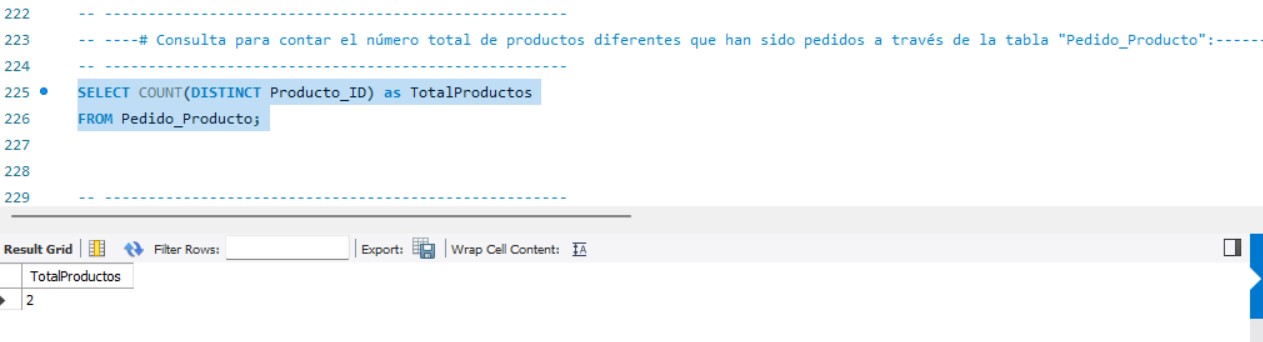 222 -- -----------------------------------------------------
223 -- ----# Consulta para contar el número total de productos diferentes que han sido pedidos a través de la tabla "Pedido_Producto":------
224 -- -----------------------------------------------------
225 SELECT COUNT(DISTINCT Producto_ID) as TotalProductos
226 FROM Pedido_Producto;
227
228
229 -- -----------------------------------------------------
Result Grid Filter Rows: Export: Wrap Cell Content: IA
TotalProductos
2